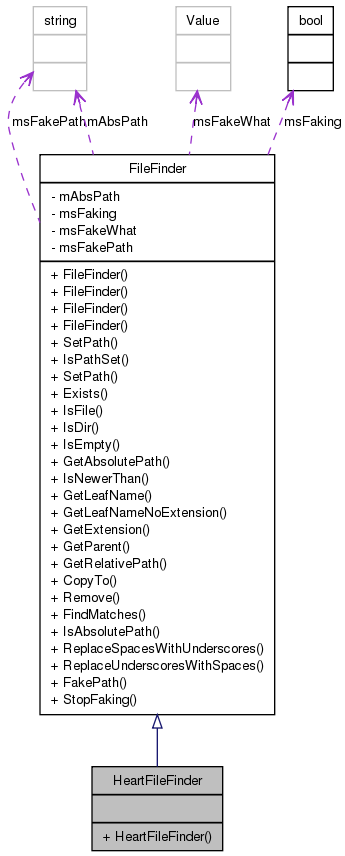 string
Value
bool
msFakePath
mAbsPath
msFakeWhat
msFaking
FileFinder
- mAbsPath
- msFaking
- msFakeWhat
- msFakePath
+ FileFinder()
+ FileFinder()
+ FileFinder()
+ FileFinder()
+ SetPath()
+ IsPathSet()
+ SetPath()
+ Exists()
+ IsFile()
+ IsDir()
+ IsEmpty()
+ GetAbsolutePath()
+ IsNewerThan()
+ GetLeafName()
+ GetLeafNameNoExtension()
+ GetExtension()
+ GetParent()
+ GetRelativePath()
+ CopyTo()
+ Remove()
+ FindMatches()
+ IsAbsolutePath()
+ ReplaceSpacesWithUnderscores()
+ ReplaceUnderscoresWithSpaces()
+ FakePath()
+ StopFaking()
HeartFileFinder
+ HeartFileFinder()